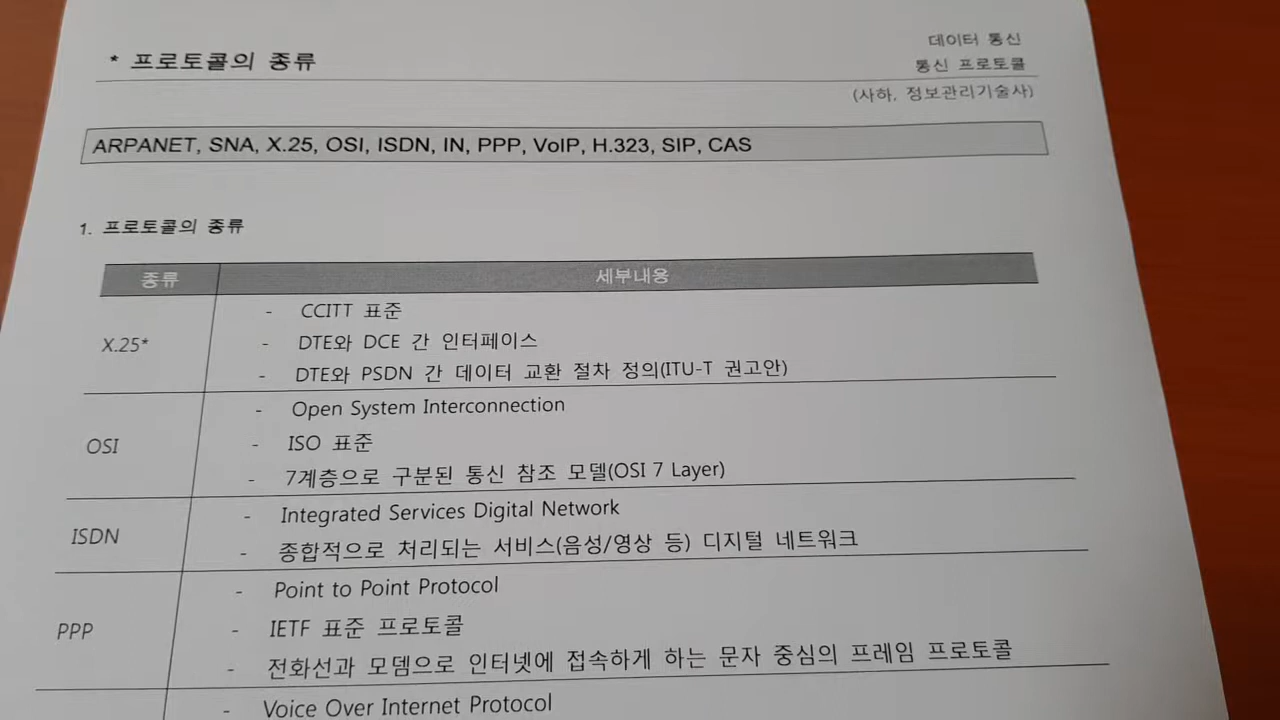 * 프로토콜의 종류
데이터 통신
통신 프로토콜
(사하, 정보관리기술사)
ARPANET, SNA, X.25, OSI, ISDN, IN, PPP, VoIP, H.323, SIP, CAS
1. 프로토콜의 종류
종류 세부내용
X.25*
- CCITT 표준
- DTE와 DCE 간 인터페이스
- DTE와 PSDN 간 데이터 교환 절차 정의(ITU-T 권고안)
OSI
- Open System Interconnection
- ISO 표준
- 7계층으로 구분된 통신 참조 모델(OSI 7 Layer)
ISDN
- Integrated Services Digital Network
- 종합적으로 처리되는 서비스(음성/영상 등) 디지털 네트워크
PPP
- Point to Point Protocol
- IETF 표준 프로토콜
- 전화선과 모뎀으로 인터넷에 접속하게 하는 문자 중심의 프레임 프로토콜
- Voice Over Internet Protocol